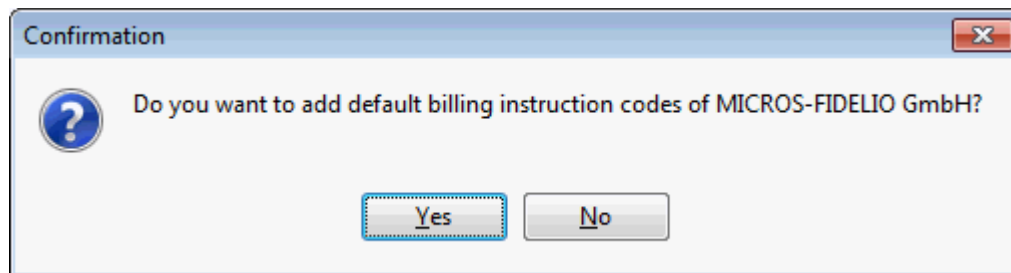 Confirmation
Do you want to add default billing instruction codes of MICROS-FIDELIO GmbH?
Yes
No